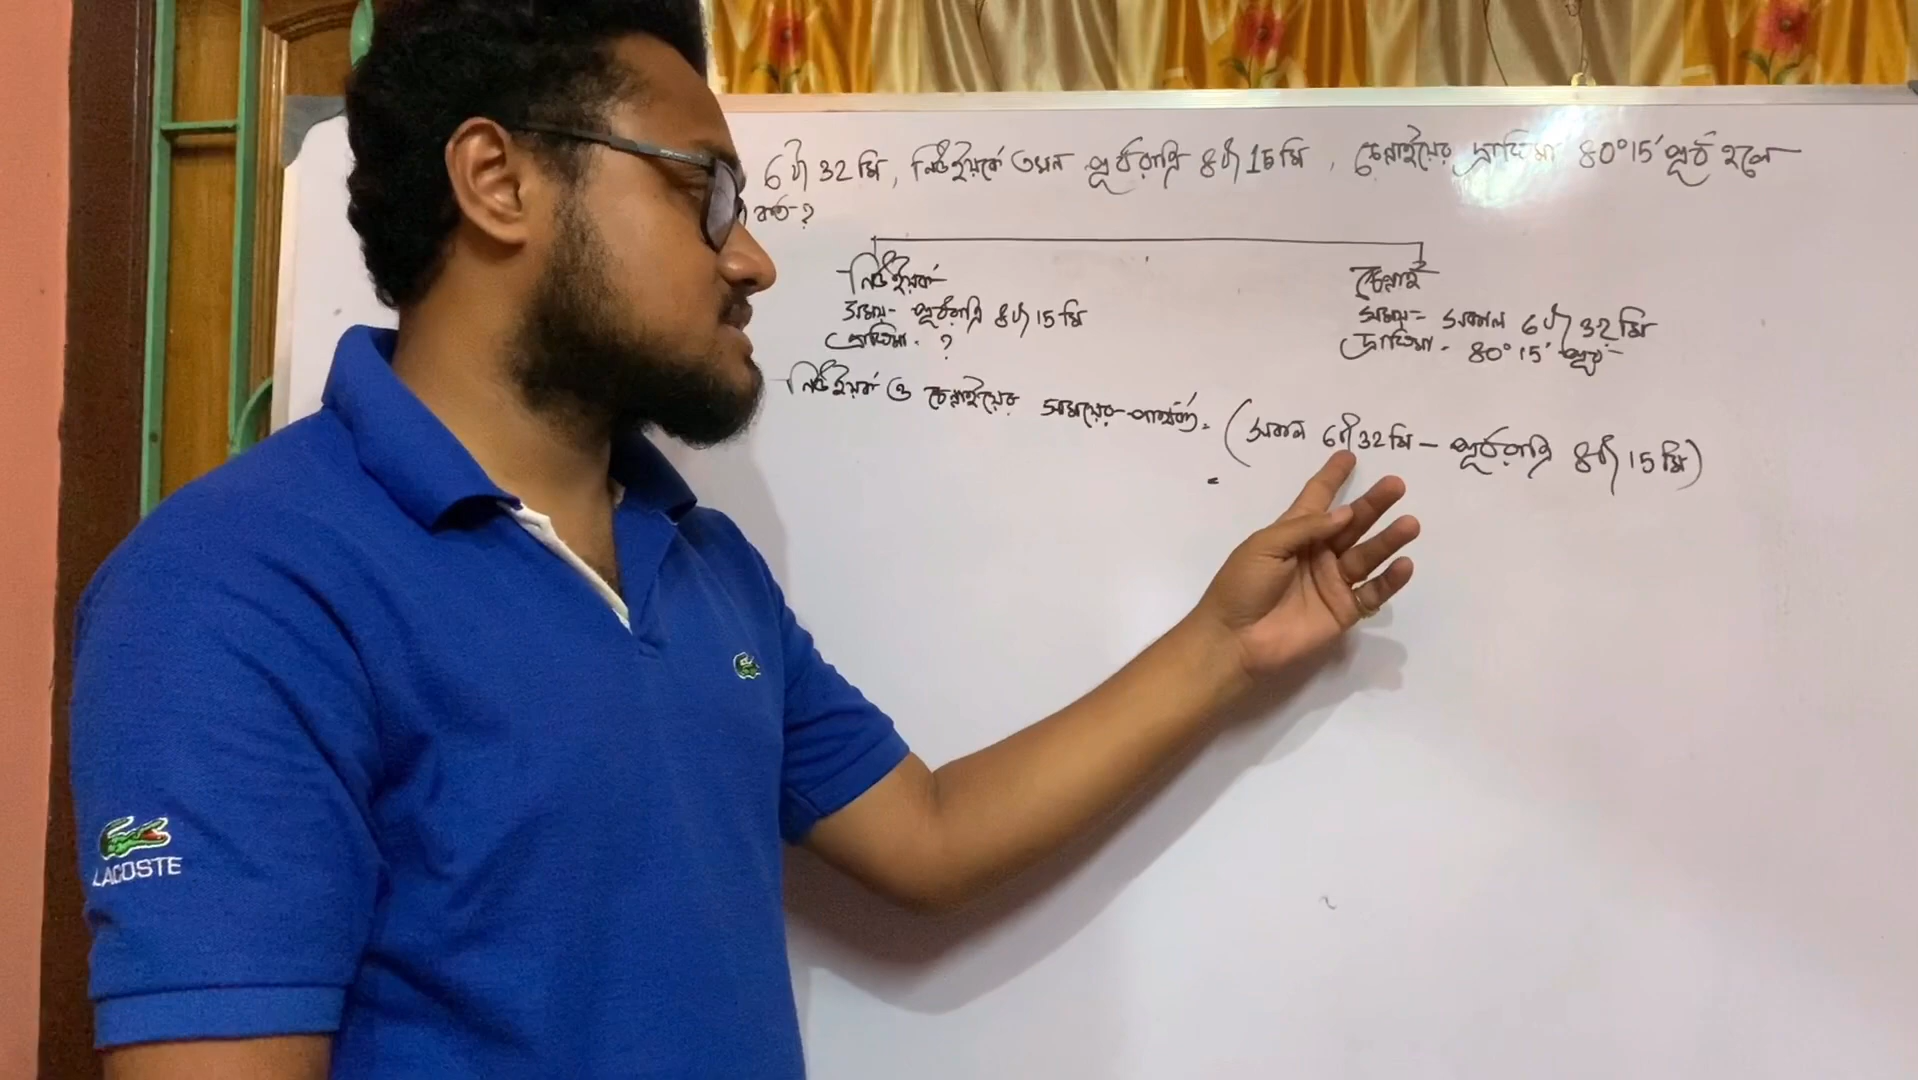 6টা 32 মি, নিউইয়র্কে তখন পূর্বরাত্রি 8টা 15 মি, চেন্নাইয়ের দ্রাঘিমা 80°15′ পূর্ব হলে
কত?
নিউইয়র্ক
সময়- পূর্বরাত্রি 8টা 15 মি
দ্রাঘিমা- ?
চেন্নাই
সময়- সকাল 6টা 32 মি
দ্রাঘিমা- 80°15′ পূর্ব
নিউইয়র্ক ও চেন্নাইয়ের সময়ের পার্থক্য = (সকাল 6টা 32 মি - পূর্বরাত্রি 8টা 15 মি)
=
LACOSTE